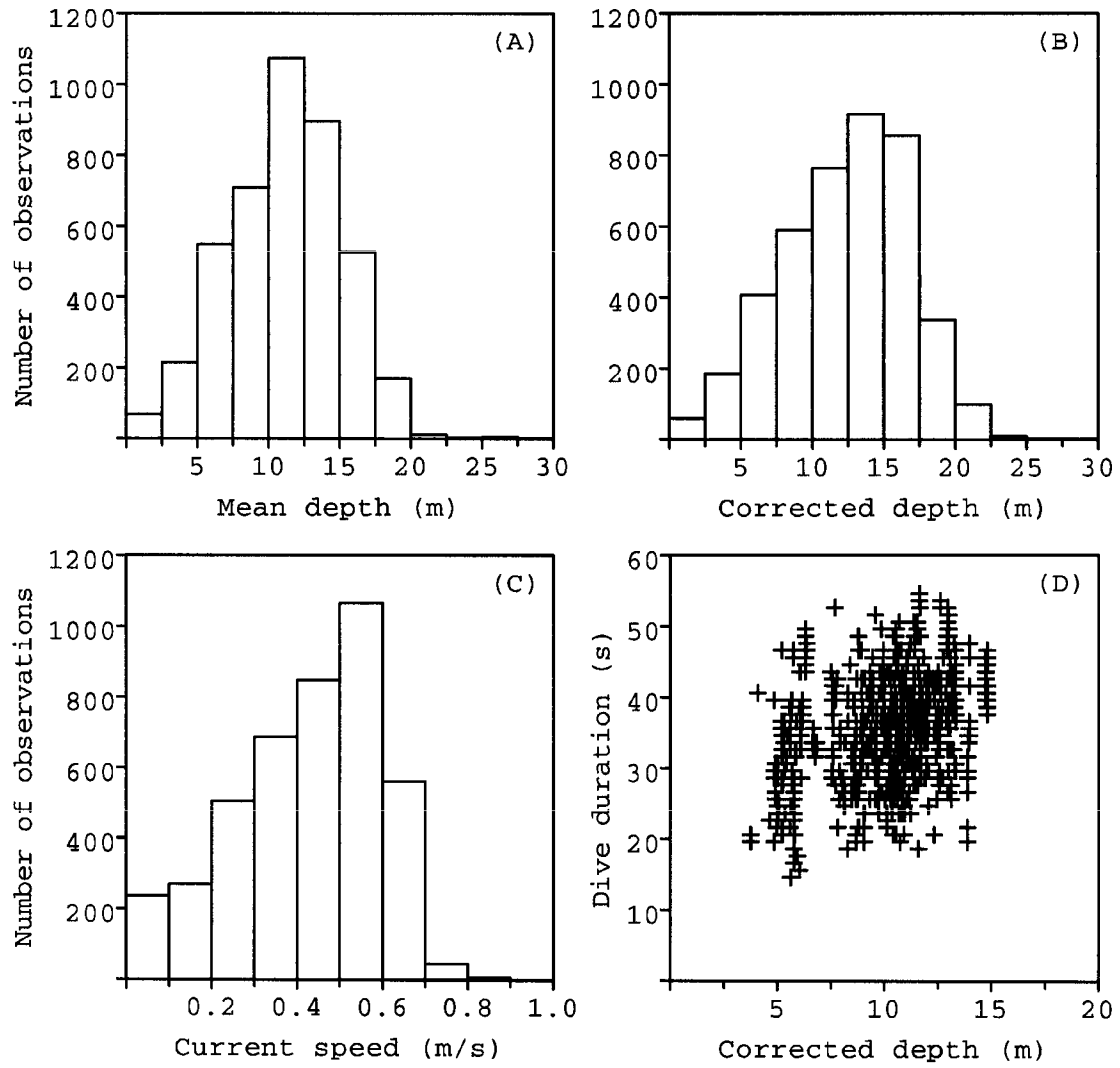 (A)
Number of observations
1200
1000
800
600
400
200
5 10 15 20 25 30
Mean depth (m)
(B)
1200
1000
800
600
400
200
5 10 15 20 25 30
Corrected depth (m)
(C)
Number of observations
1200
1000
800
600
400
200
0.2 0.4 0.6 0.8 1.0
Current speed (m/s)
(D)
Dive duration (s)
60
50
40
30
20
10
5 10 15 20
Corrected depth (m)